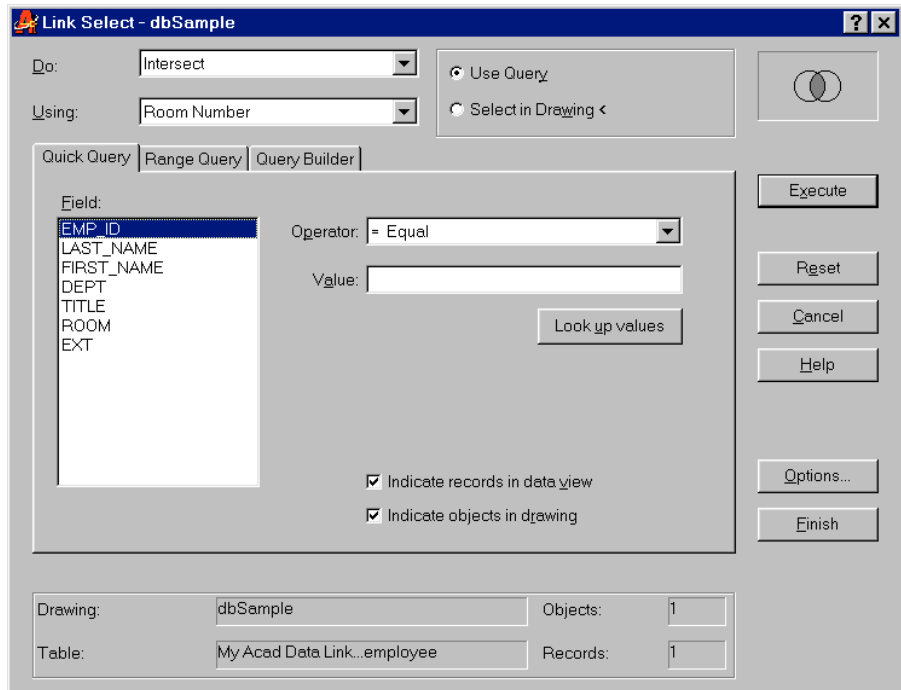 Link Select - dbSample
Do: Intersect
Using: Room Number
Use Query
Select in Drawing <
Quick Query Range Query Query Builder
Field:
EMP_ID
LAST_NAME
FIRST_NAME
DEPT
TITLE
ROOM
EXT
Operator: = Equal
Value:
Look up values
Indicate records in data view
Indicate objects in drawing
Execute
Reset
Cancel
Help
Options...
Finish
Drawing: dbSample Objects: 1
Table: My Acad Data Link...employee Records: 1